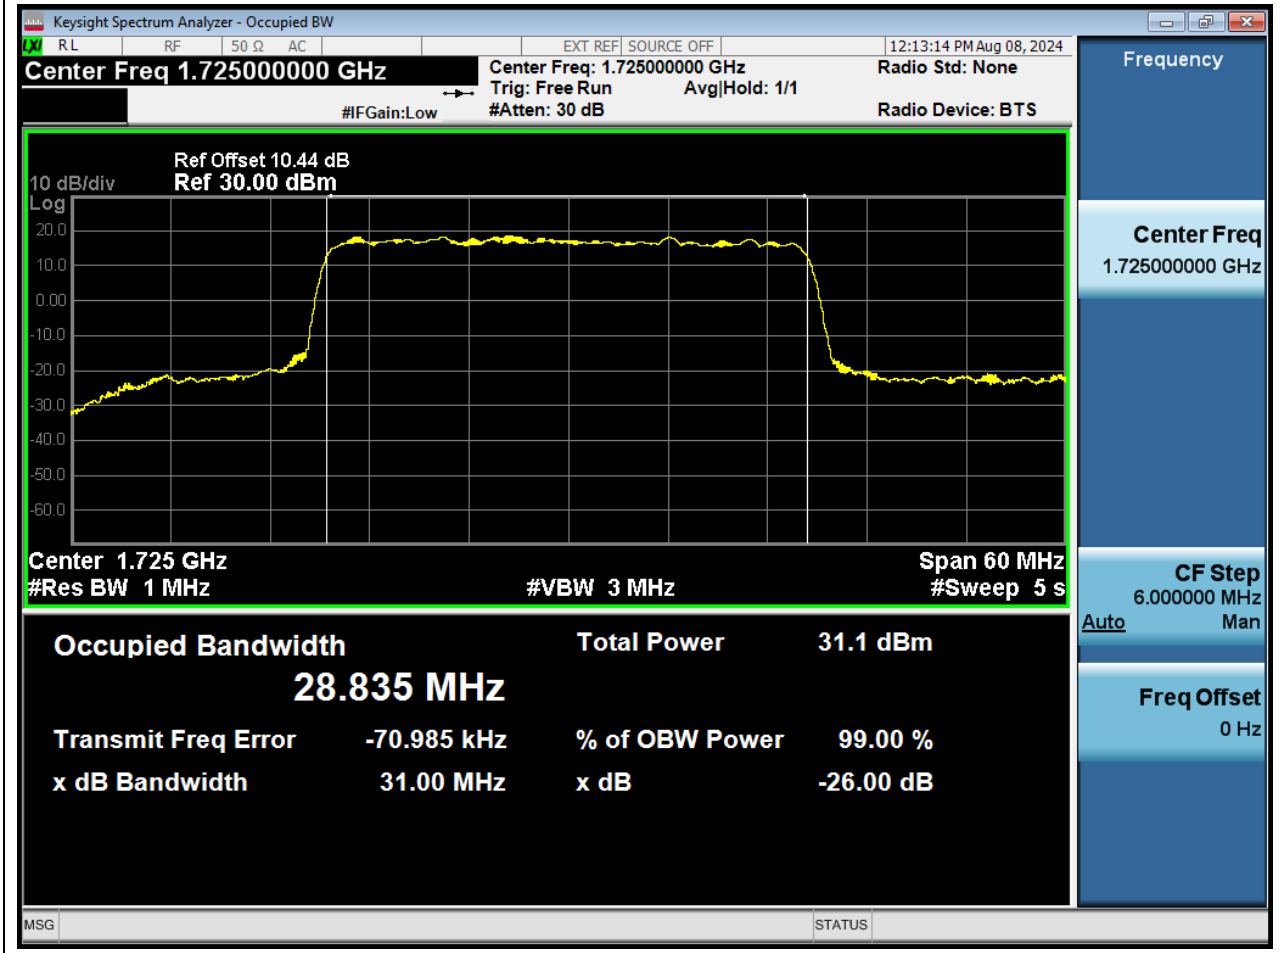 Keysight Spectrum Analyzer - Occupied BW
LXI RL RF 50 Ω AC EXT REF SOURCE OFF 12:13:14 PM Aug 08, 2024
Center Freq 1.725000000 GHz
Center Freq: 1.725000000 GHz
Radio Std: None
Trig: Free Run Avg|Hold: 1/1
#IFGain:Low
#Atten: 30 dB
Radio Device: BTS
Ref Offset 10.44 dB
10 dB/div Ref 30.00 dBm
Log
20.0
10.0
0.00
-10.0
-20.0
-30.0
-40.0
-50.0
-60.0
Center 1.725 GHz Span 60 MHz
#Res BW 1 MHz #VBW 3 MHz #Sweep 5 s
Occupied Bandwidth Total Power 31.1 dBm
28.835 MHz
Transmit Freq Error -70.985 kHz % of OBW Power 99.00 %
x dB Bandwidth 31.00 MHz x dB -26.00 dB
MSG STATUS
Frequency
Center Freq
1.725000000 GHz
CF Step
6.000000 MHz
Auto Man
Freq Offset
0 Hz